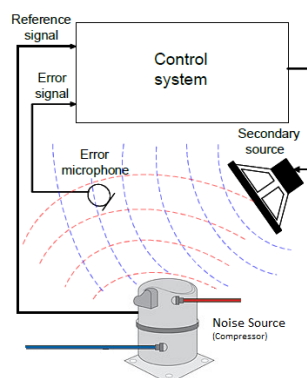 Reference
signal
Control
system
Error
signal
Secondary
source
Error
microphone
Noise Source
(Compressor)